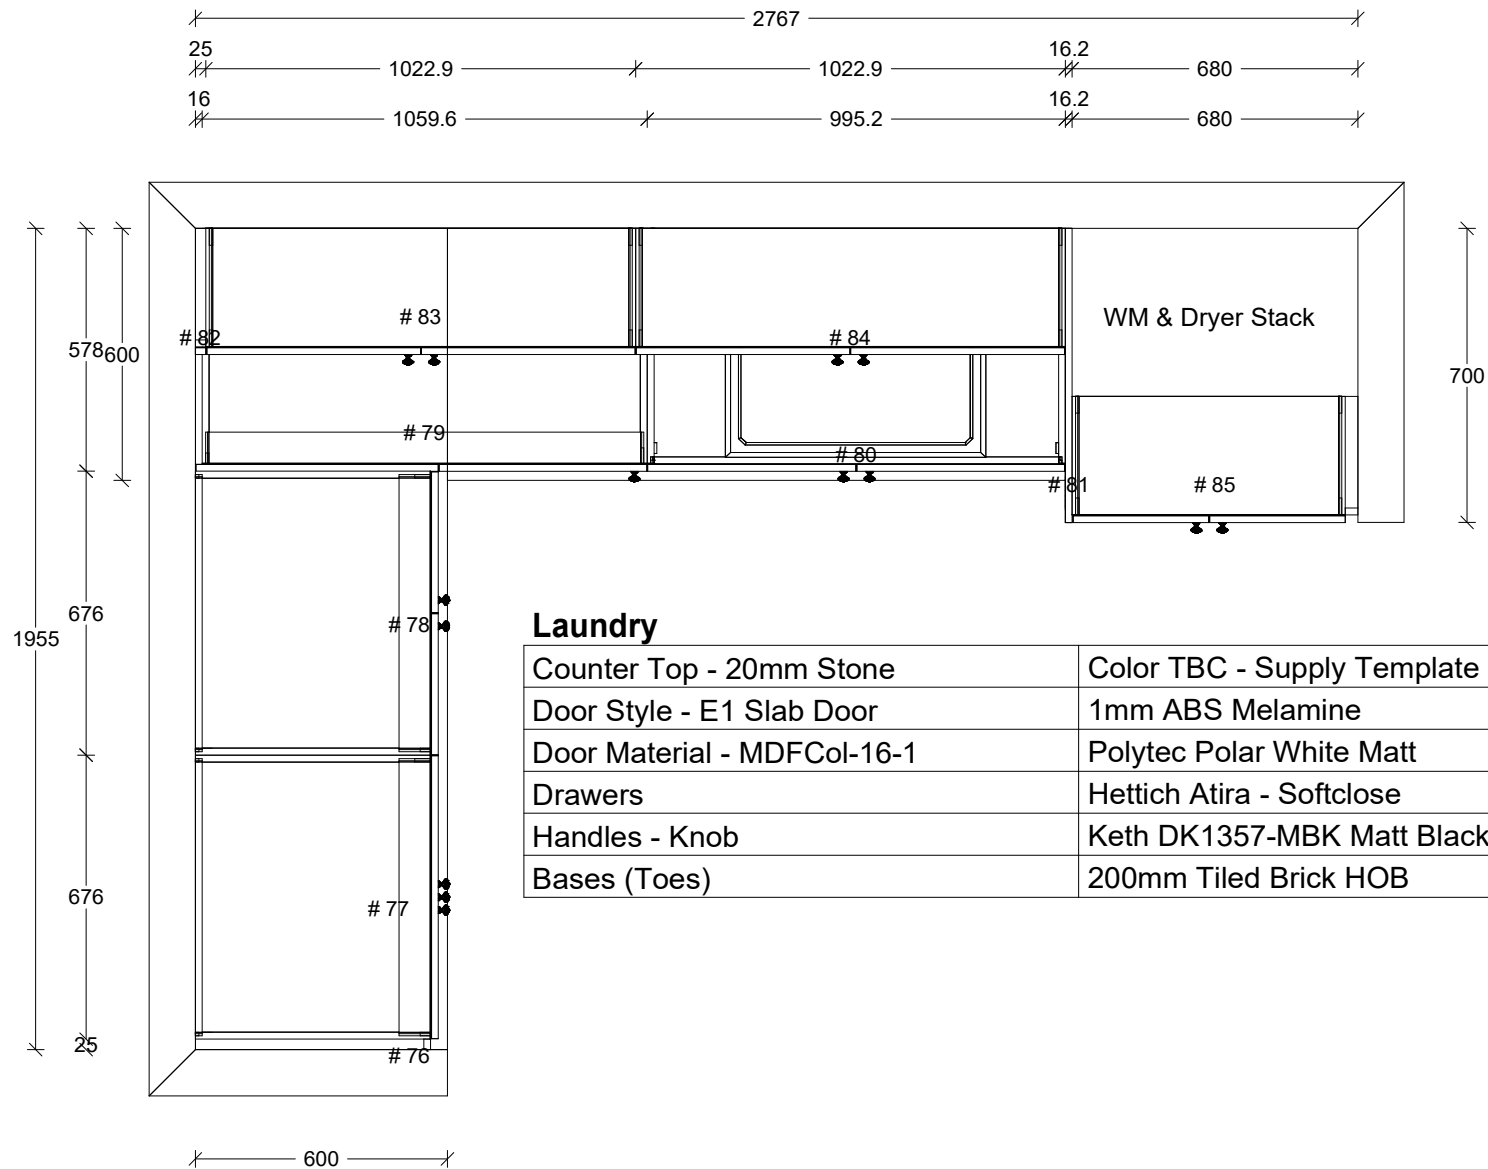 2767
25 1022.9 1022.9 16.2 680
16 1059.6 995.2 16.2 680
WM & Dryer Stack
# 83
# 82 # 84
578 600
700
# 79
# 80
# 81 # 85
676
# 78
1955
Laundry
Counter Top - 20mm Stone Color TBC - Supply Template
Door Style - E1 Slab Door 1mm ABS Melamine
Door Material - MDFCol-16-1 Polytec Polar White Matt
Drawers Hettich Atira - Softclose
Handles - Knob Keth DK1357-MBK Matt Black
Bases (Toes) 200mm Tiled Brick HOB
676
# 77
25
# 76
600